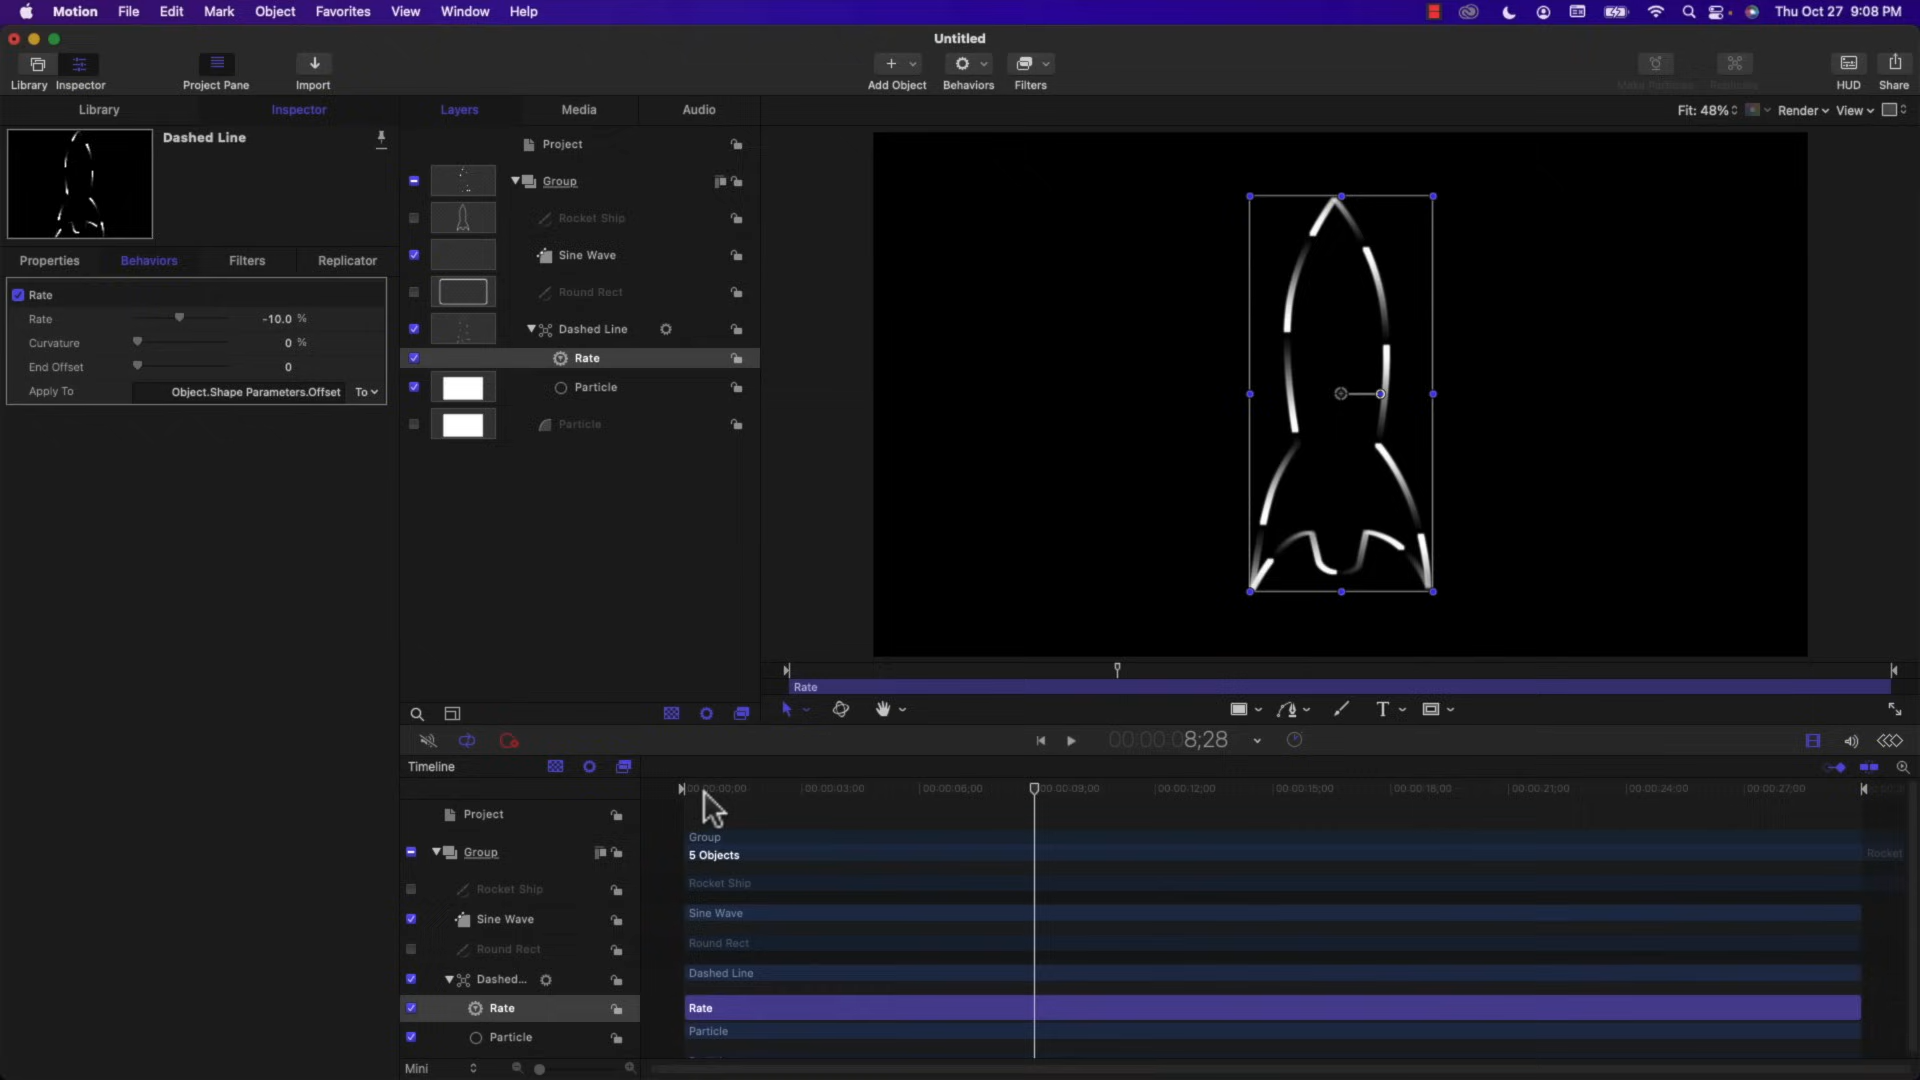 Motion File Edit Mark Object Favorites View Window Help
Thu Oct 27 9:08 PM
Untitled
Library Inspector Project Pane Import
Add Object Behaviors Filters
HUD Share
Library Inspector
Layers Media Audio
Fit: 48% Render View
Dashed Line
Properties Behaviors Filters Replicator
Rate
Rate -10.0 %
Curvature 0 %
End Offset 0
Apply To Object.Shape Parameters.Offset To
Project
Group
Rocket Ship
Sine Wave
Round Rect
Dashed Line
Rate
Particle
Particle
Rate
T
00:00:08;28
Timeline
00:00:00;00 00:00:03;00 00:00:06;00 00:00:09;00 00:00:12;00 00:00:15;00 00:00:18;00 00:00:21;00 00:00:24;00 00:00:27;00
Project
Group
Rocket Ship
Sine Wave
Round Rect
Dashed...
Rate
Particle
Mini
Group
5 Objects
Rocket
Rocket Ship
Sine Wave
Round Rect
Dashed Line
Rate
Particle